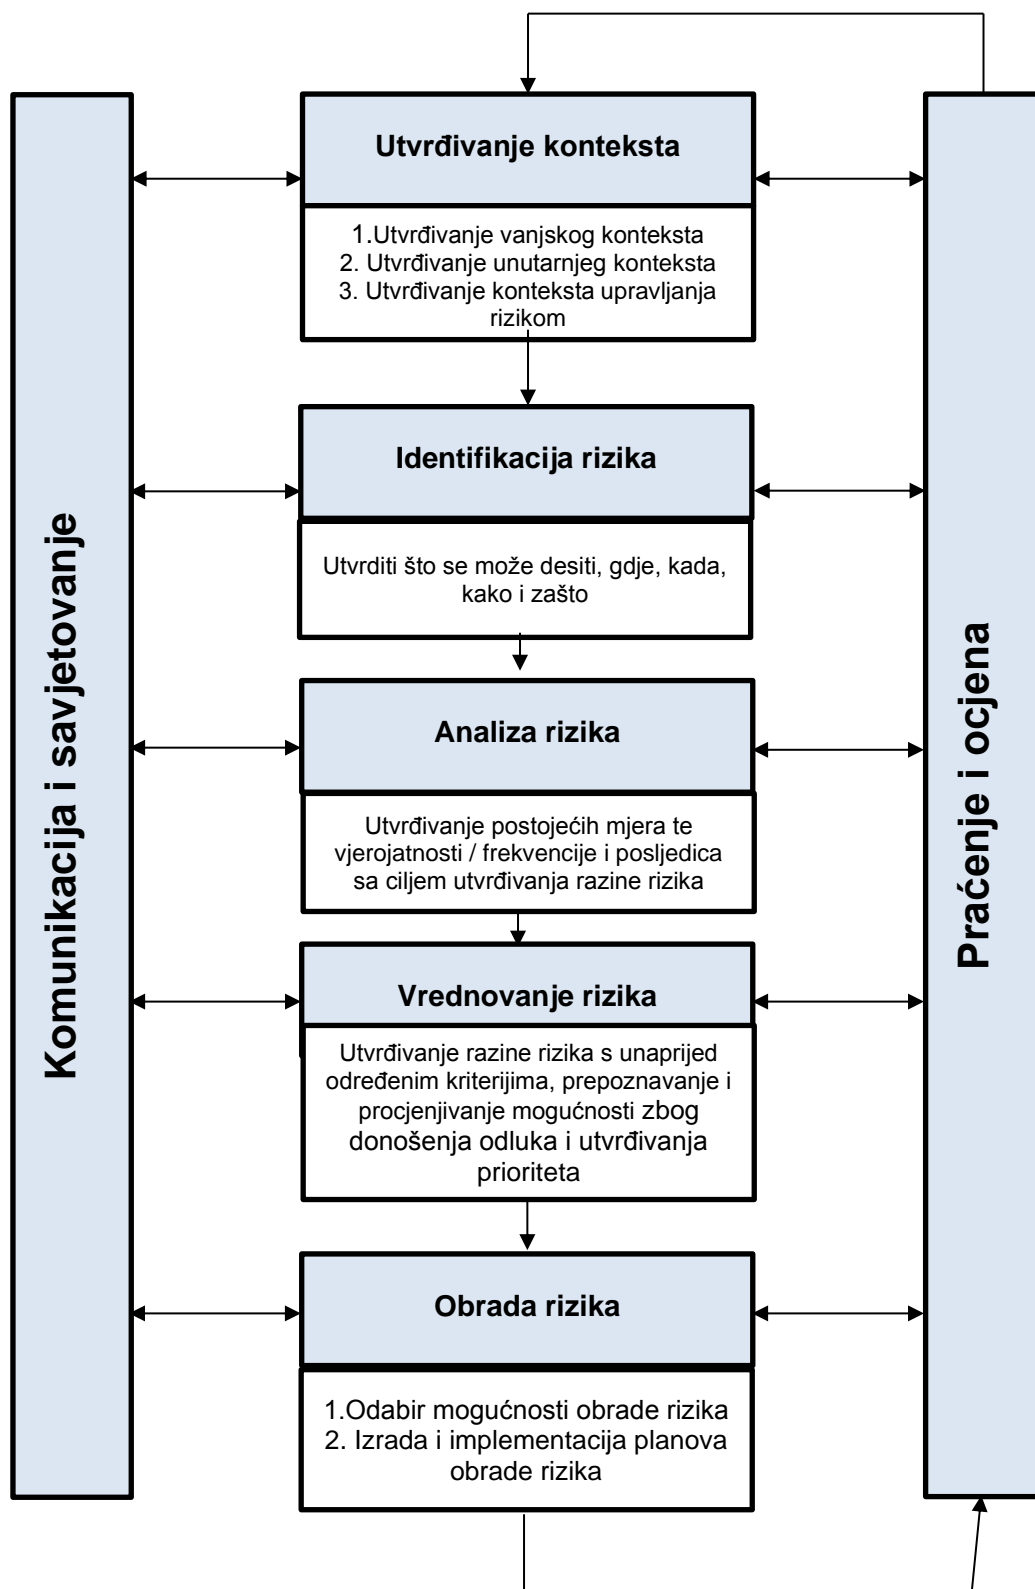 Komunikacija i savjetovanje
Utvrđivanje konteksta
1.Utvrđivanje vanjskog konteksta
2. Utvrđivanje unutarnjeg konteksta
3. Utvrđivanje konteksta upravljanja
rizikom
Identifikacija rizika
Utvrditi što se može desiti, gdje, kada,
kako i zašto
Analiza rizika
Utvrđivanje postojećih mjera te
vjerojatnosti / frekvencije i posljedica
sa ciljem utvrđivanja razine rizika
Vrednovanje rizika
Utvrđivanje razine rizika s unaprijed
određenim kriterijima, prepoznavanje i
procjenjivanje mogućnosti zbog
donošenja odluka i utvrđivanja
prioriteta
Obrada rizika
1.Odabir mogućnosti obrade rizika
2. Izrada i implementacija planova
obrade rizika
Praćenje i ocjena